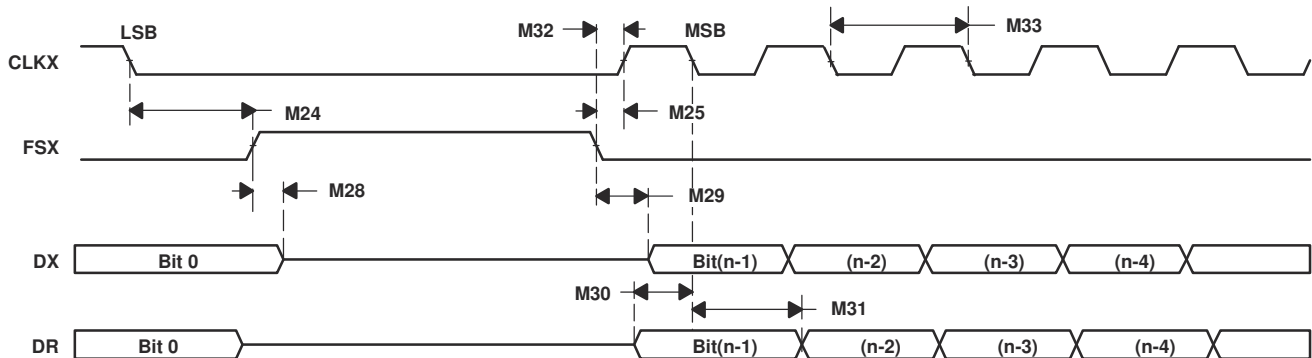 LSB M32 MSB M33
CLKX
M24 M25
FSX
M28 M29
DX Bit 0 Bit(n-1) (n-2) (n-3) (n-4)
M30 M31
DR Bit 0 Bit(n-1) (n-2) (n-3) (n-4)